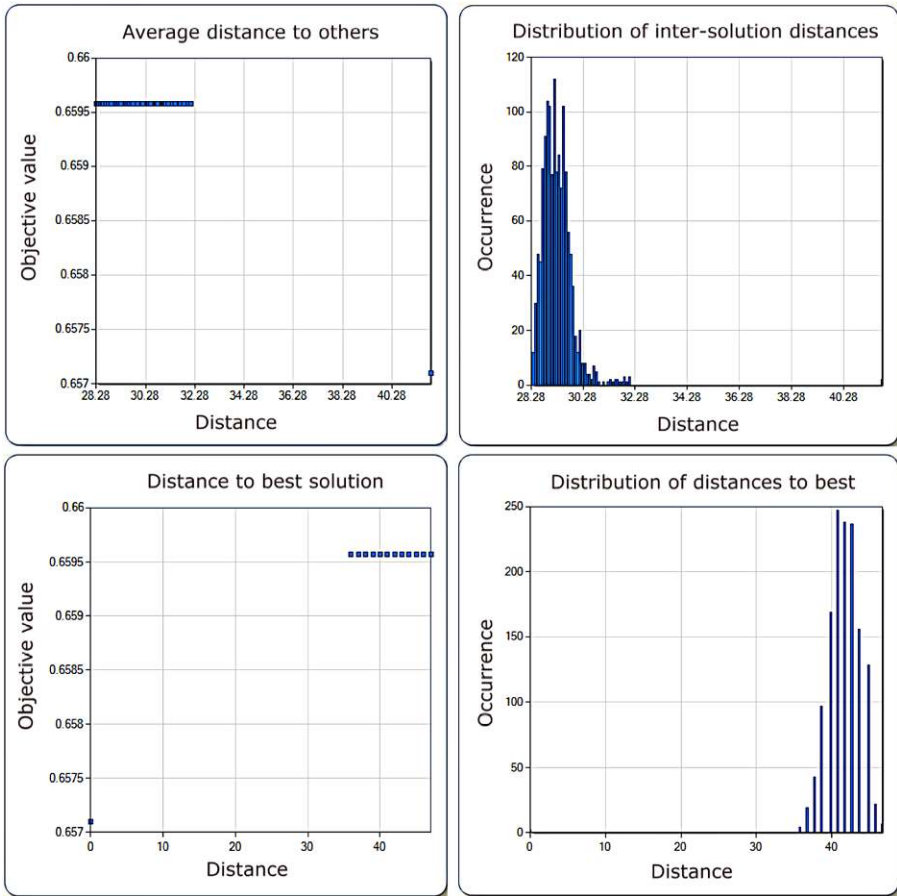 Average distance to others
0.66
0.6595
0.659
0.6585
0.658
0.6575
0.657
Objective value
28.28 30.28 32.28 34.28 36.28 38.28 40.28
Distance
Distribution of inter-solution distances
120
100
80
60
40
20
0
Occurrence
28.28 30.28 32.28 34.28 36.28 38.28 40.28
Distance
Distance to best solution
0.66
0.6595
0.659
0.6585
0.658
0.6575
0.657
Objective value
0 10 20 30 40
Distance
Distribution of distances to best
250
200
150
100
50
0
Occurrence
0 10 20 30 40
Distance